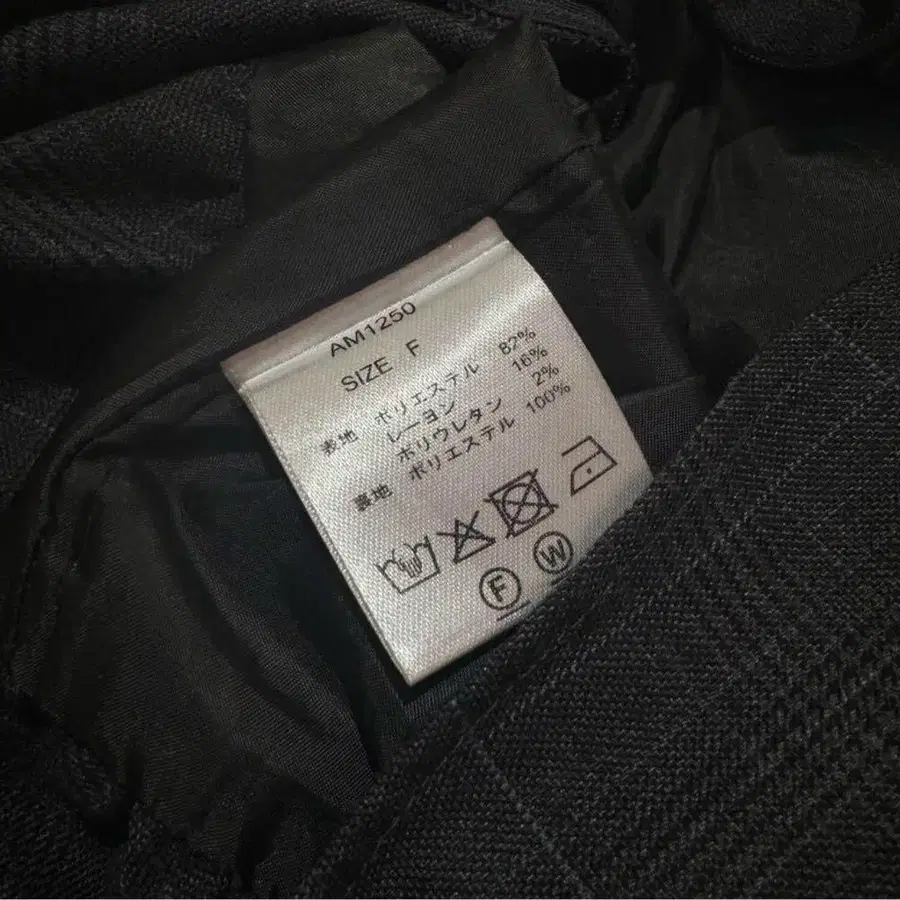 AM1250
SIZE F
表地 ポリエステル 82%
レーヨン 16%
ポリウレタン 2%
裏地 ポリエステル 100%
F W